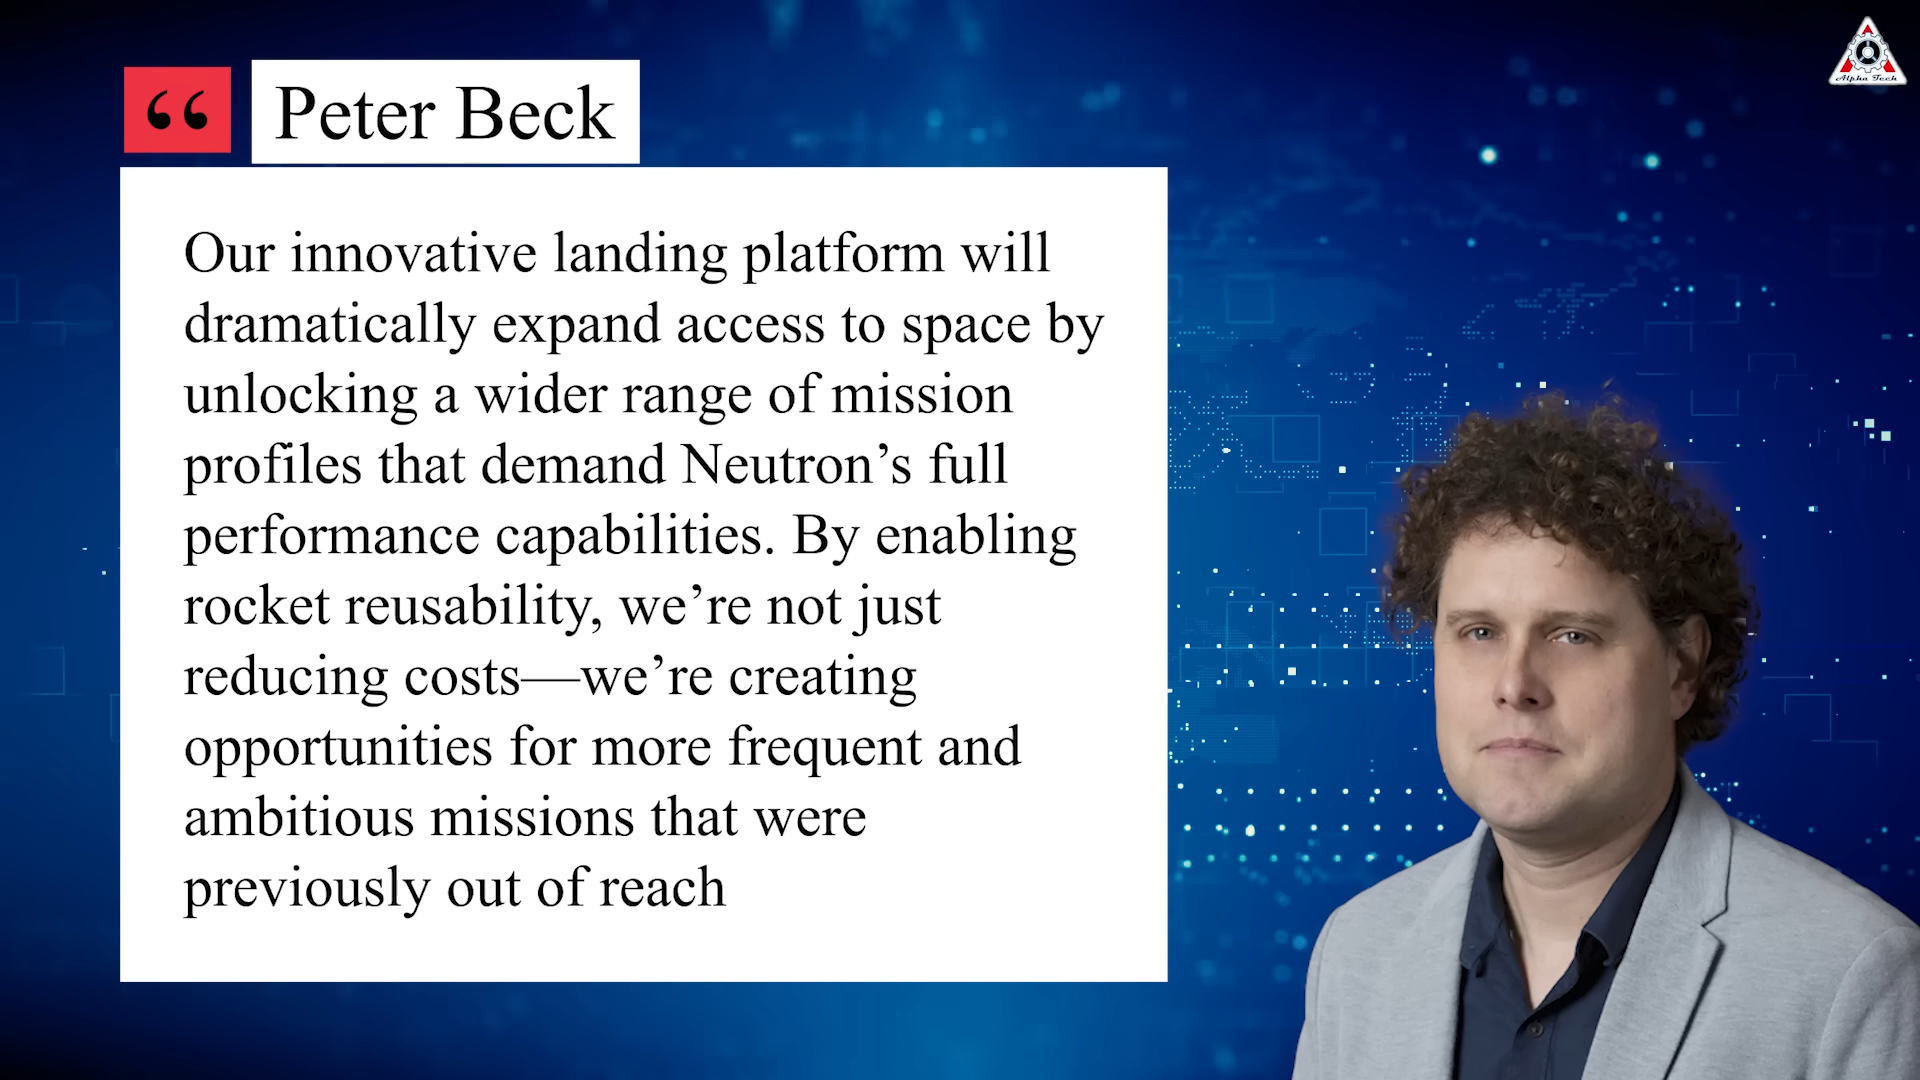 “
Peter Beck
Our innovative landing platform will
dramatically expand access to space by
unlocking a wider range of mission
profiles that demand Neutron’s full
performance capabilities. By enabling
rocket reusability, we’re not just
reducing costs—we’re creating
opportunities for more frequent and
ambitious missions that were
previously out of reach
Alpha Tech